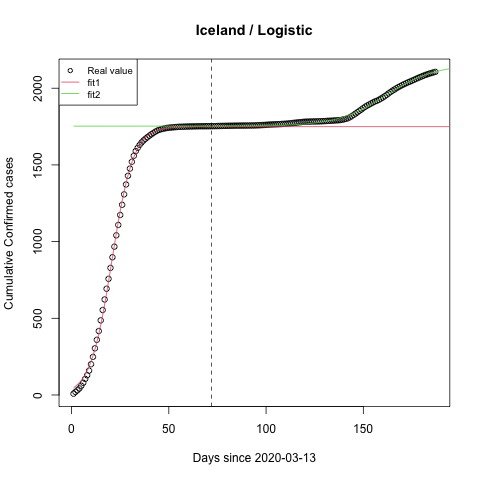 Iceland / Logistic
Real value
fit1
fit2
Cumulative Confirmed cases
2000
1500
1000
500
0
0 50 100 150
Days since 2020-03-13